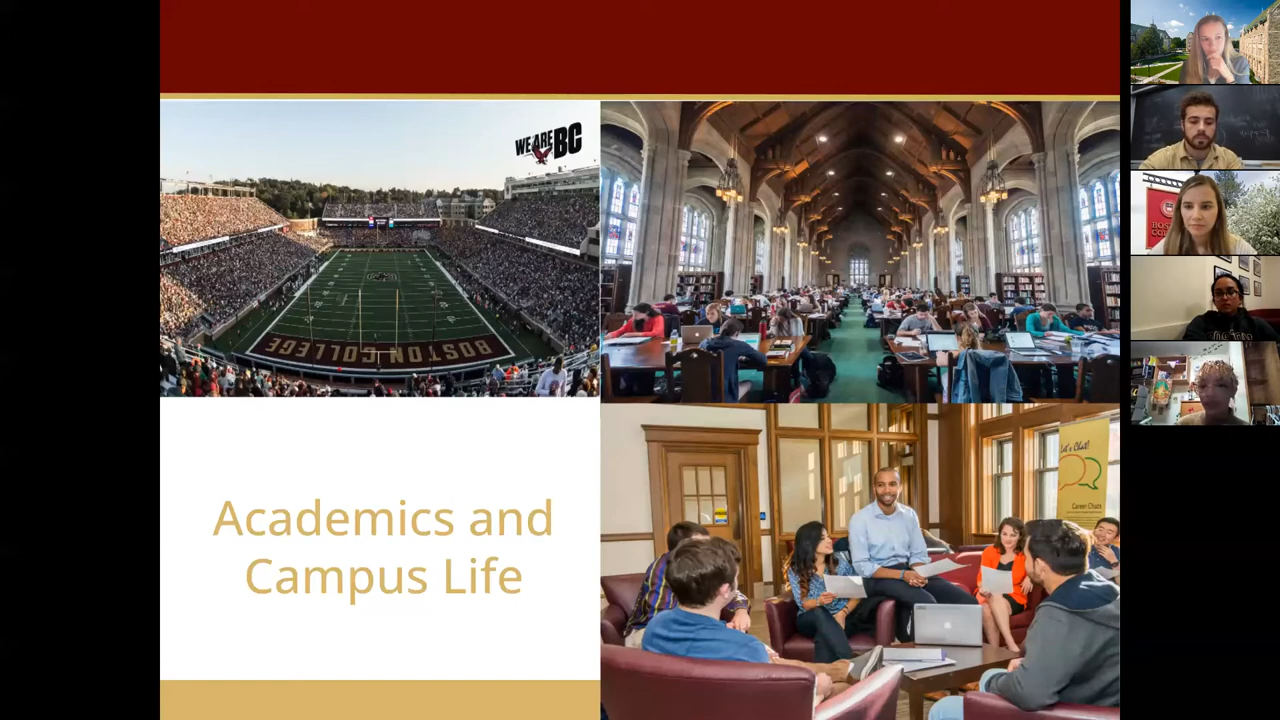 WE ARE BC
BOSTON COLLEGE
Let's Chat!
Career Chats
Academics and
Campus Life